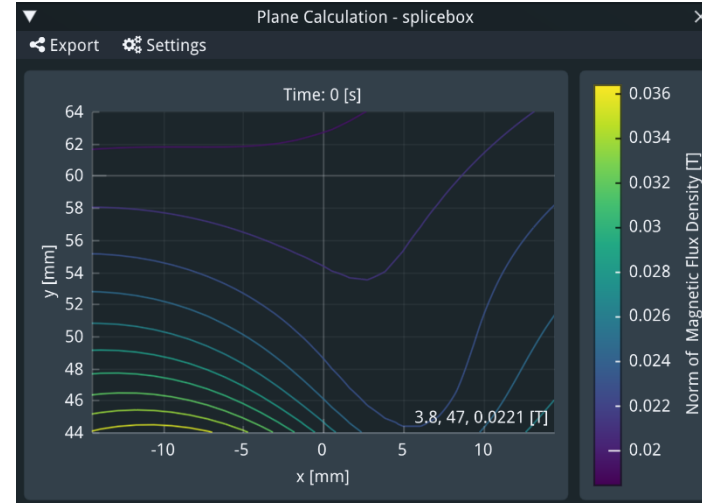 Plane Calculation - splicebox
Export Settings
Time: 0 [s]
64
62
60
58
56
54
52
50
48
46
44
y [mm]
3.8, 47, 0.0221 [T]
-10 -5 0 5 10
x [mm]
0.036
0.034
0.032
0.03
0.028
0.026
0.024
0.022
0.02
Norm of Magnetic Flux Density [T]